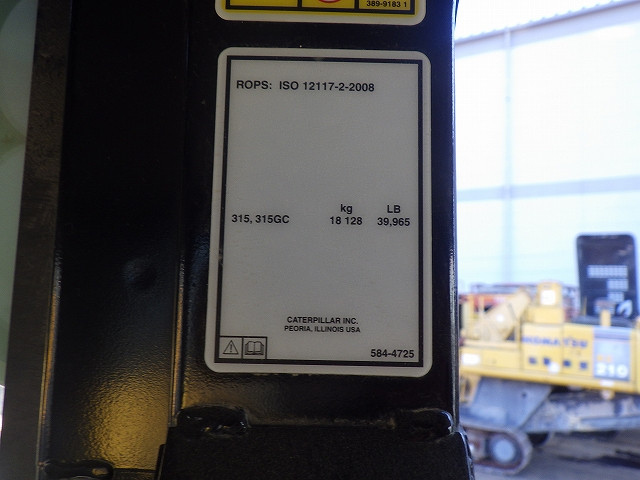 389-9183 1
ROPS: ISO 12117-2-2008
kg LB
315, 315GC 18 128 39,965
CATERPILLAR INC.
PEORIA, ILLINOIS USA
584-4725
KOMATSU
210